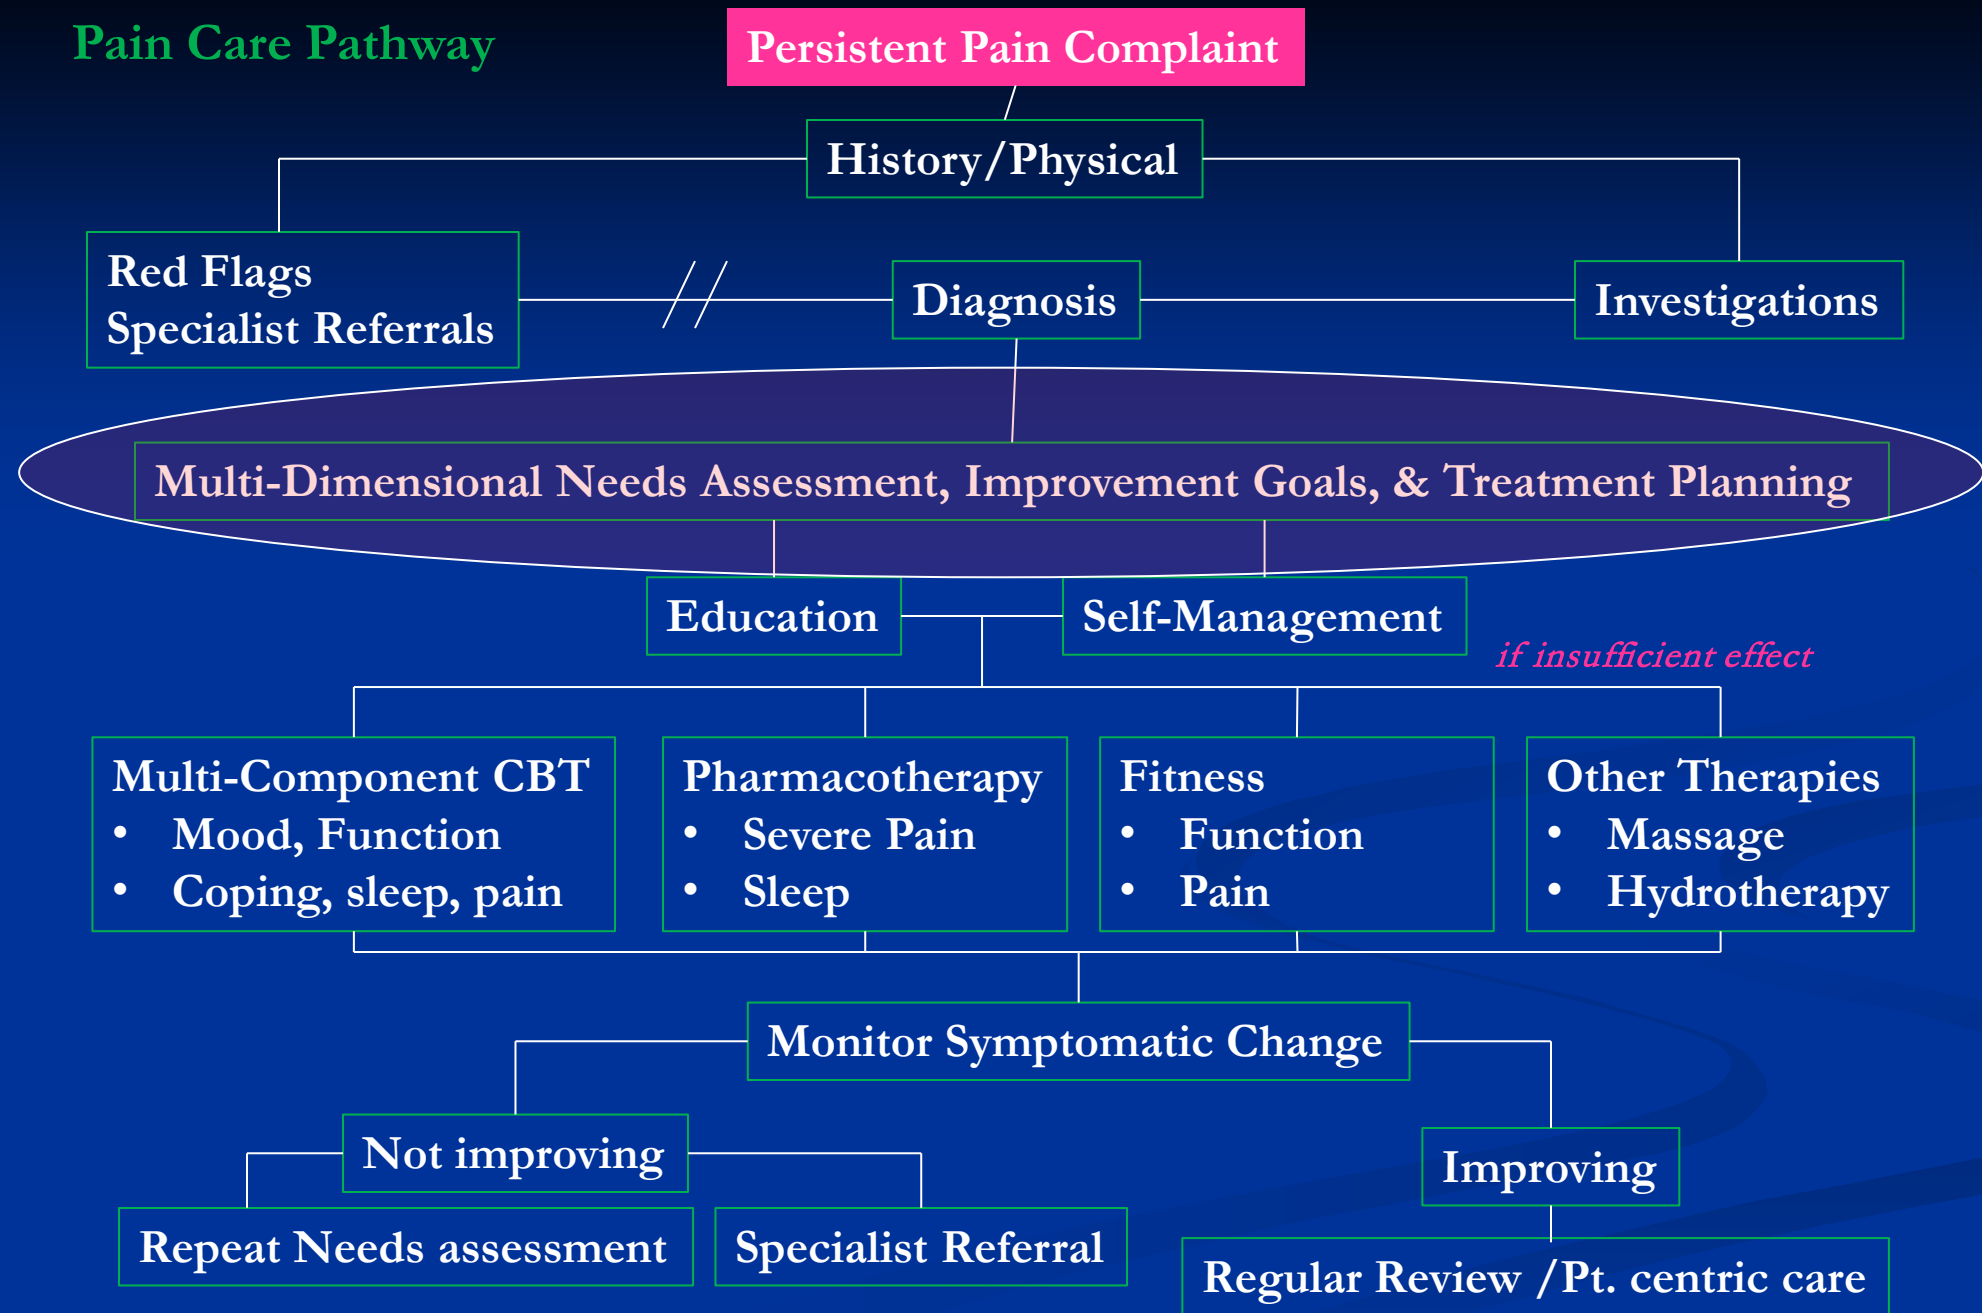 Pain Care Pathway
Persistent Pain Complaint
History/Physical
Red Flags
Specialist Referrals
Diagnosis
Investigations
Multi-Dimensional Needs Assessment, Improvement Goals, & Treatment Planning
Education
Self-Management
if insufficient effect
Multi-Component CBT
• Mood, Function
• Coping, sleep, pain
Pharmacotherapy
• Severe Pain
• Sleep
Fitness
• Function
• Pain
Other Therapies
• Massage
• Hydrotherapy
Monitor Symptomatic Change
Not improving
Improving
Repeat Needs assessment
Specialist Referral
Regular Review /Pt. centric care